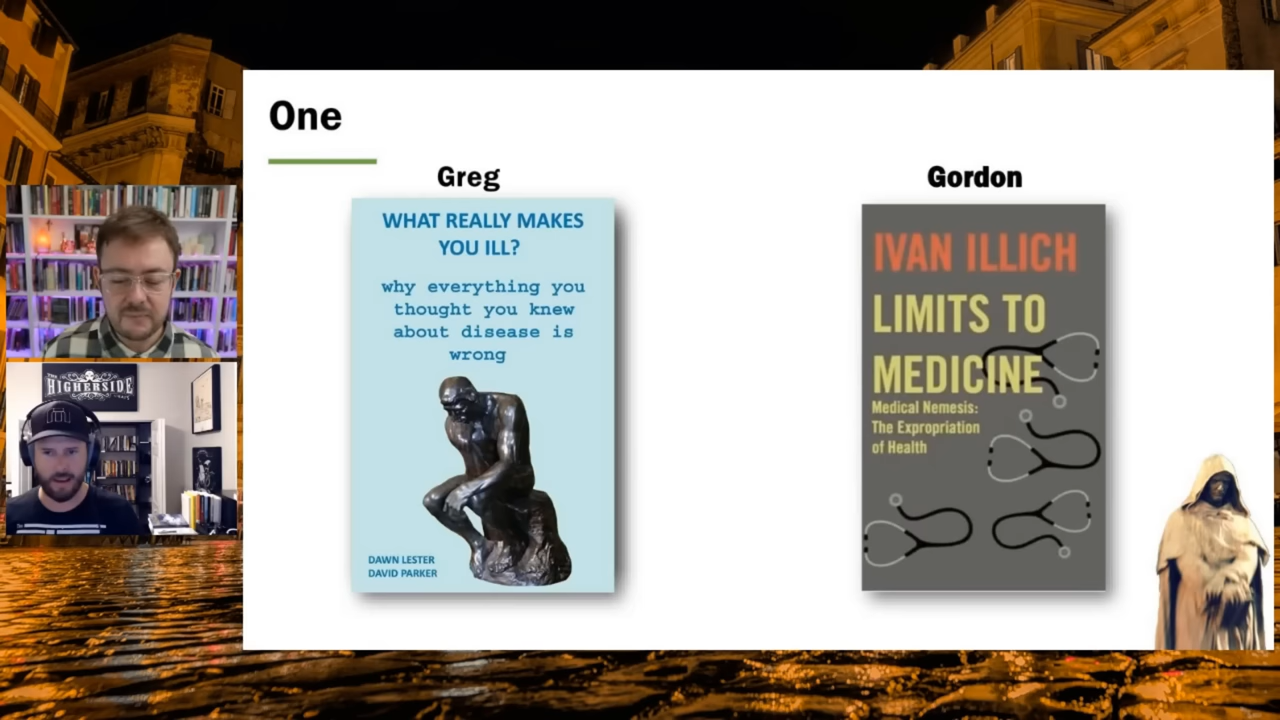 One
Greg
WHAT REALLY MAKES
YOU ILL?
why everything you
thought you knew
about disease is
wrong
DAWN LESTER
DAVID PARKER
Gordon
IVAN ILLICH
LIMITS TO
MEDICINE
Medical Nemesis:
The Expropriation
of Health
THE
HIGHERSIDE